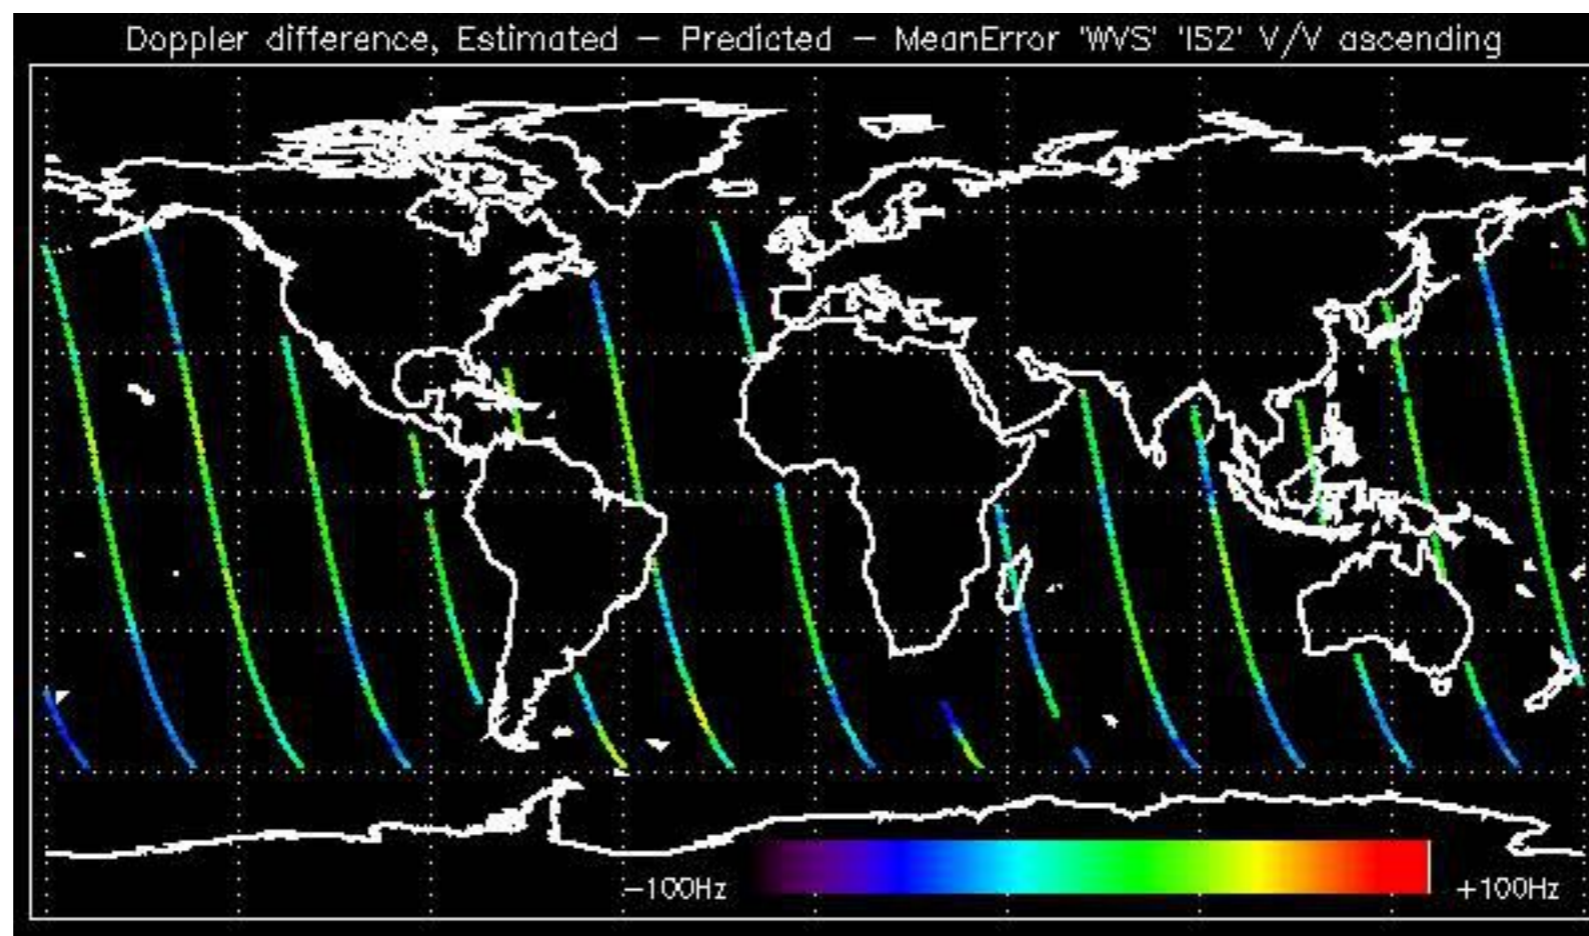 Doppler difference, Estimated – Predicted – MeanError 'WVS' 'IS2' V/V ascending
-100Hz +100Hz